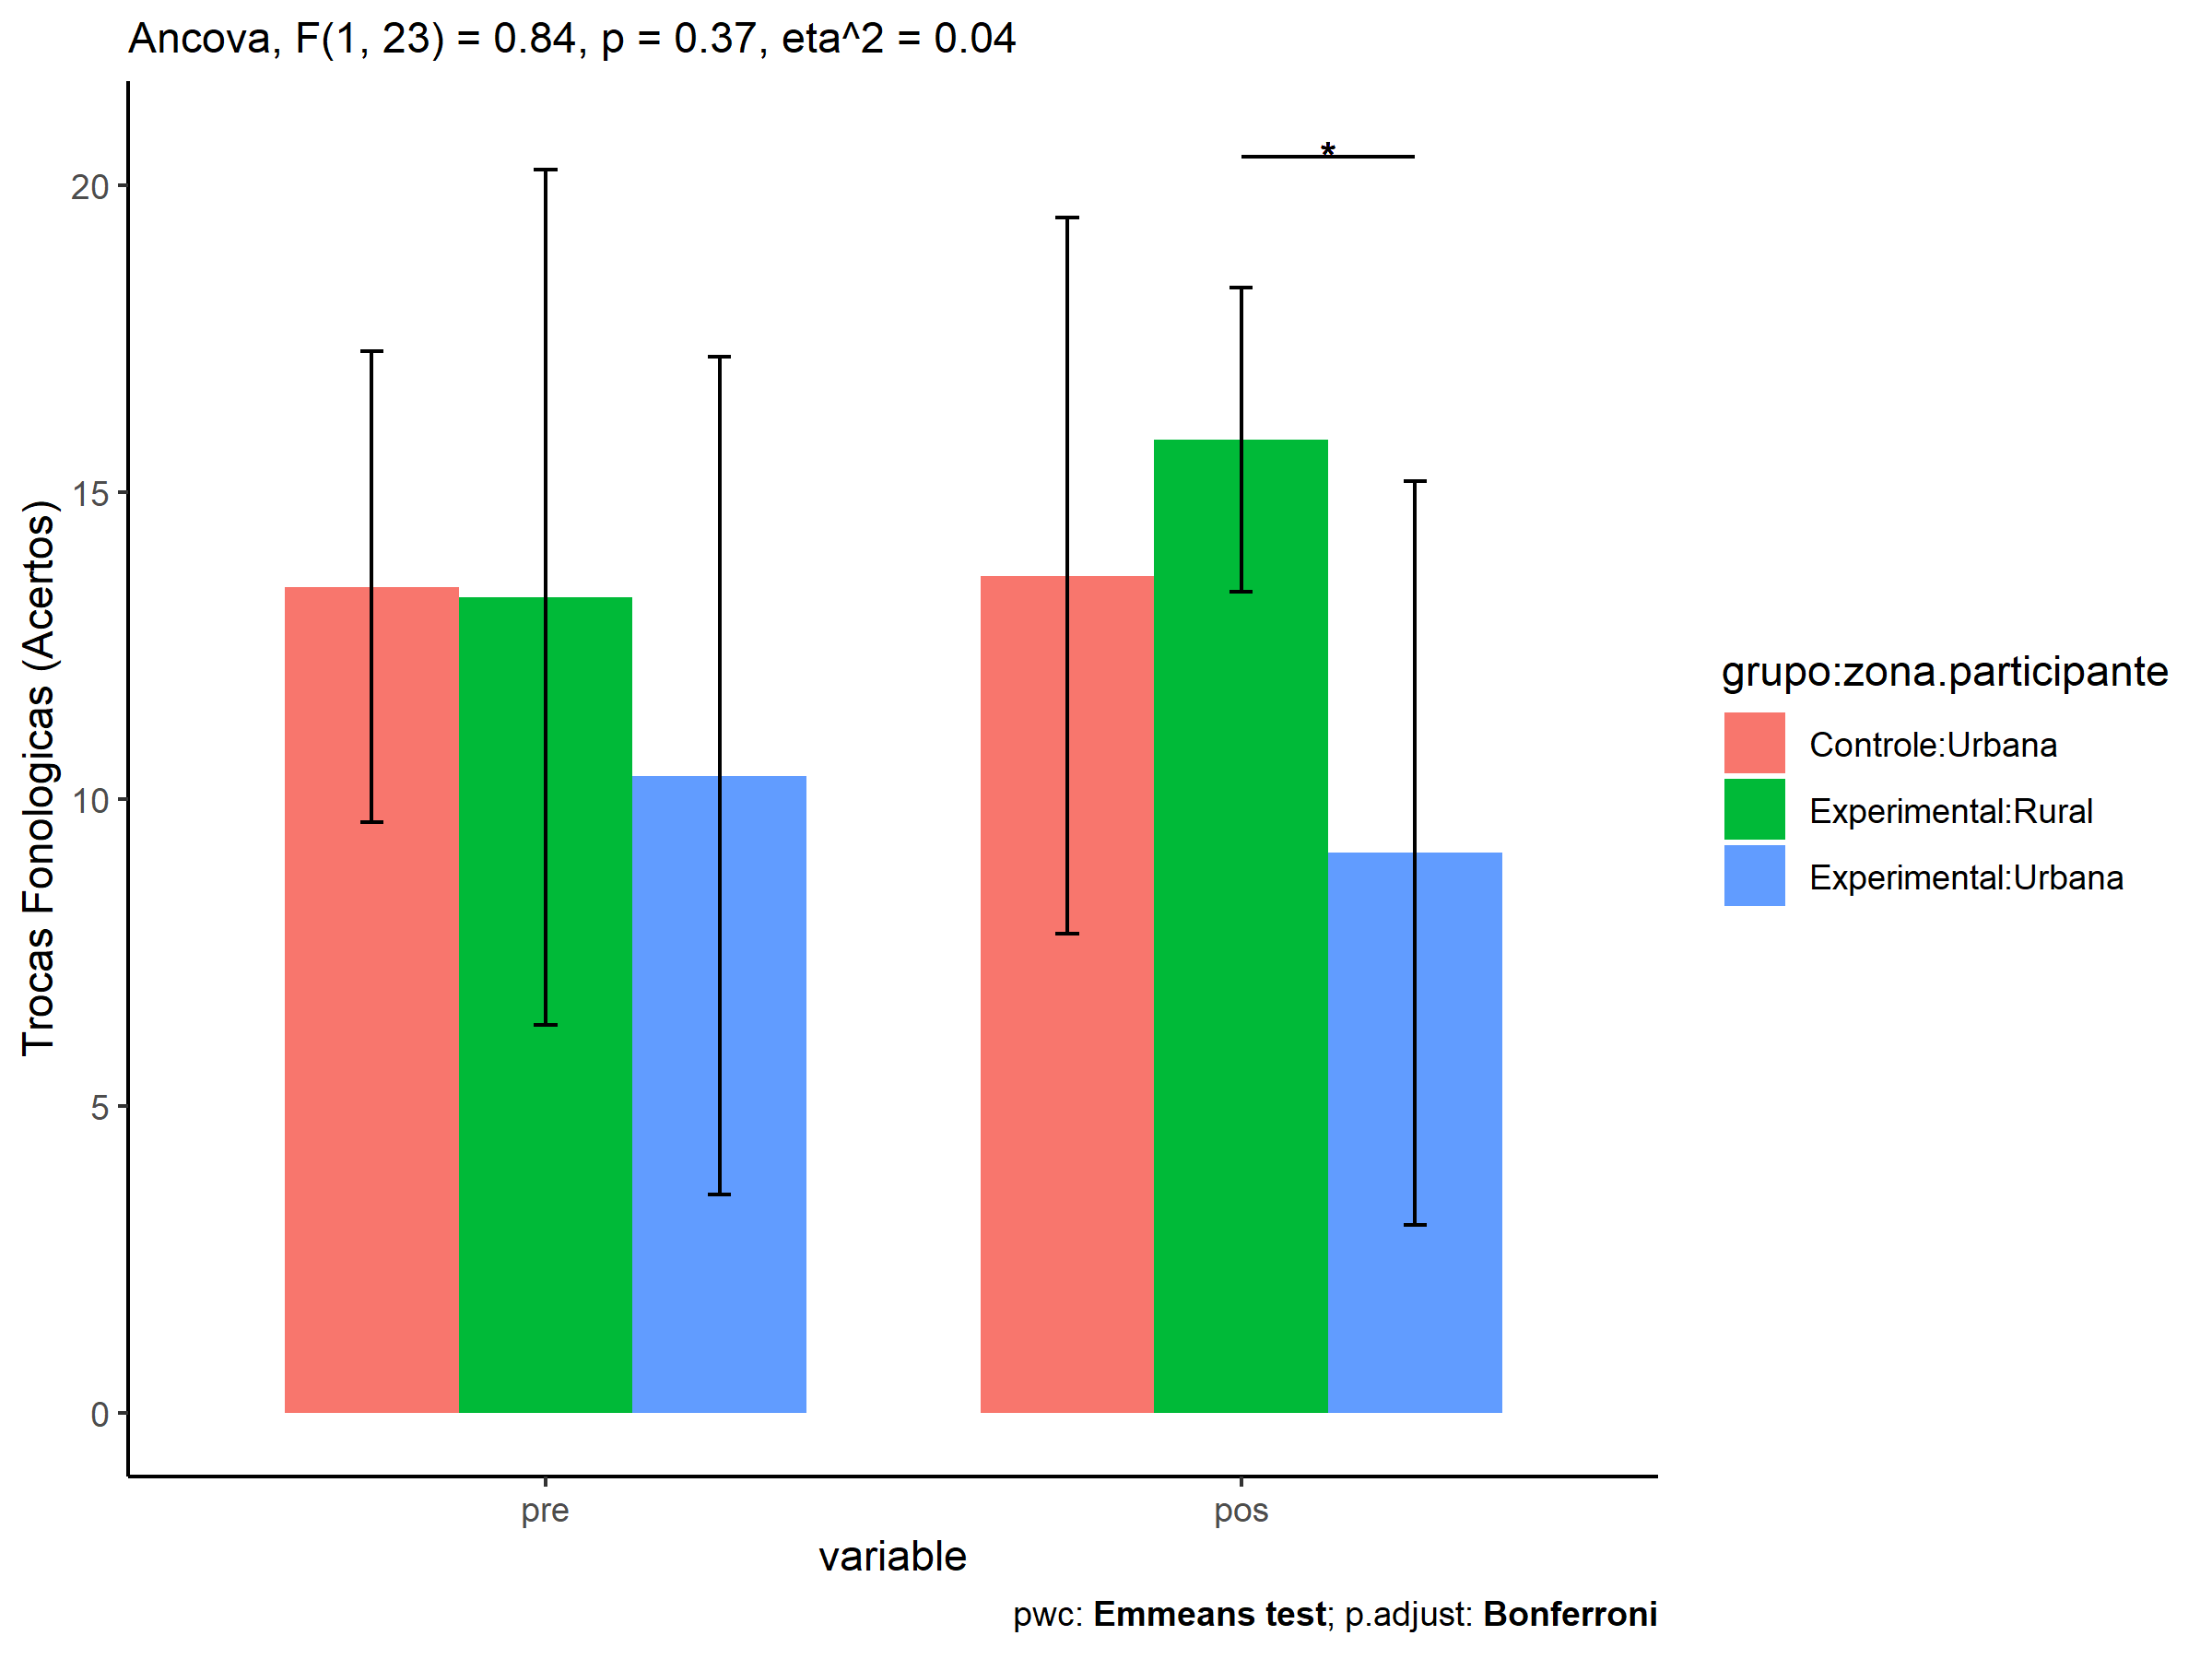 Ancova, F(1, 23) = 0.84, p = 0.37, eta^2 = 0.04
*
20
15
10
5
0
Trocas Fonologicas (Acertos)
pre
pos
variable
grupo:zona.participante
Controle:Urbana
Experimental:Rural
Experimental:Urbana
pwc: Emmeans test; p.adjust: Bonferroni